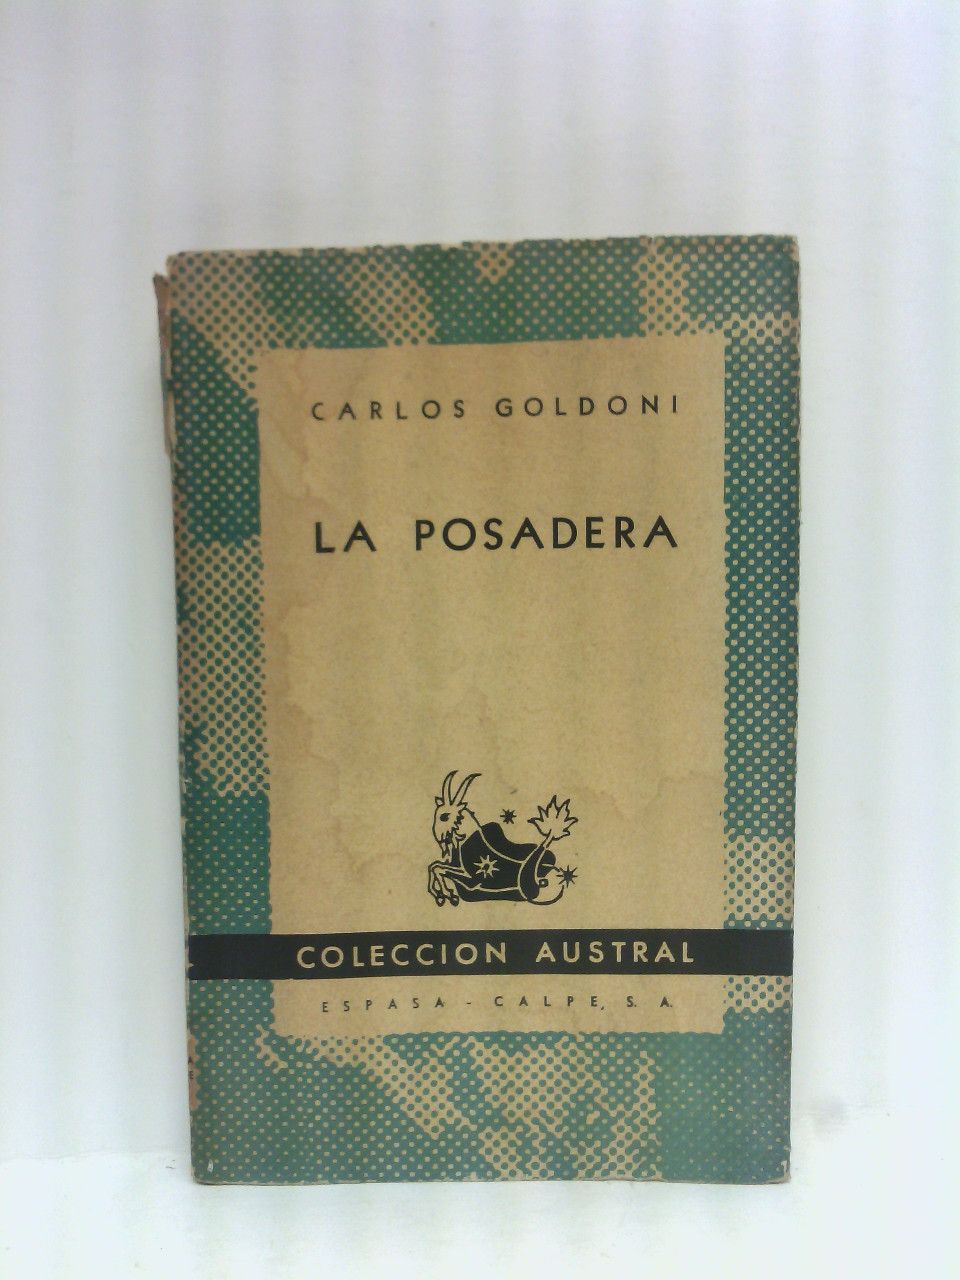 CARLOS GOLDONI
LA POSADERA
COLECCION AUSTRAL
ESPASA - CALPE, S. A.